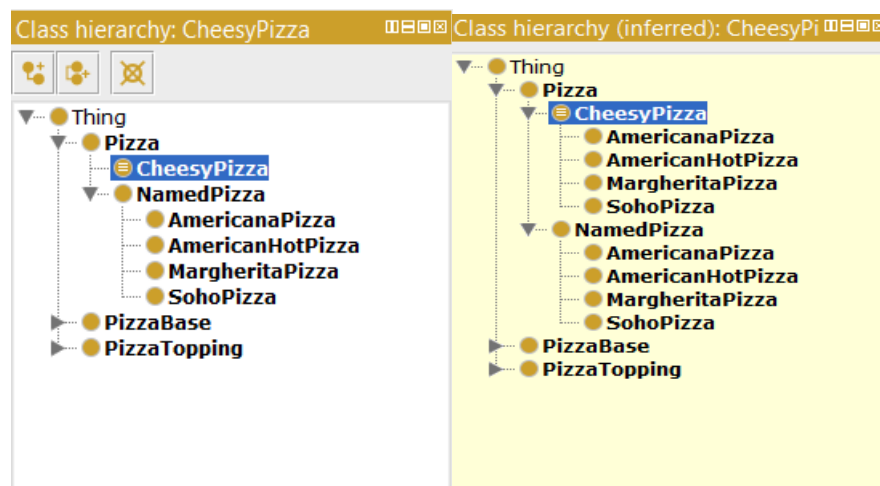 Class hierarchy: CheesyPizza
Thing
Pizza
CheesyPizza
NamedPizza
AmericanaPizza
AmericanHotPizza
MargheritaPizza
SohoPizza
PizzaBase
PizzaTopping
Class hierarchy (inferred): CheesyPi
Thing
Pizza
CheesyPizza
AmericanaPizza
AmericanHotPizza
MargheritaPizza
SohoPizza
NamedPizza
AmericanaPizza
AmericanHotPizza
MargheritaPizza
SohoPizza
PizzaBase
PizzaTopping